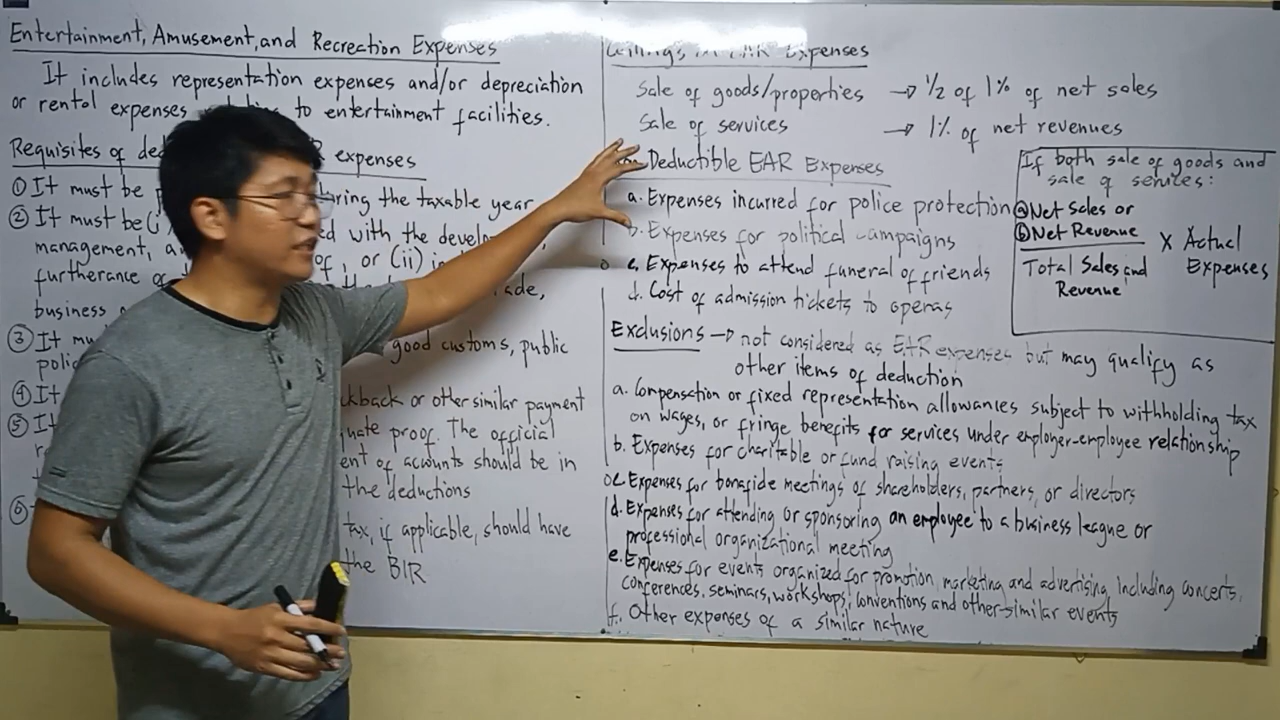 Entertainment, Amusement, and Recreation Expenses
It includes representation expenses and/or depreciation
or rental expenses to entertainment facilities.
Requisites of expenses
① It must be during the taxable year
② It must be with the
management,
furtherance of , or (ii) in
business
③ It
good customs, public
④ It or other similar payment
⑤ It proof. The official
of accounts should be in
the deductions
⑥
tax, if applicable, should have
the BIR
EAR Expenses
Sale of goods/properties → 1/2 of 1% of net sales
Sale of services → 1% of net revenues
Deductible EAR Expenses
a. Expenses incurred for police protection
b. Expenses for political campaigns
c. Expenses to attend funeral of friends
d. Cost of admission tickets to operas
If both sale of goods and
sale of services:
ⓐ Net Sales or
ⓑ Net Revenue
Total Sales and
Revenue
X Actual
Expenses
Exclusions → not considered as EAR expenses but may qualify as
other items of deduction
a. Compensation or fixed representation allowances subject to withholding tax
on wages, or fringe benefits for services under employer-employee relationship
b. Expenses for charitable or fund raising events
c. Expenses for bonafide meetings of shareholders, partners, or directors
d. Expenses for attending or sponsoring an employee to a business league or
professional organizational meeting
e. Expenses for events organized for promotion, marketing and advertising including concerts,
conferences, seminars, workshops, conventions and other similar events
f. Other expenses of a similar nature